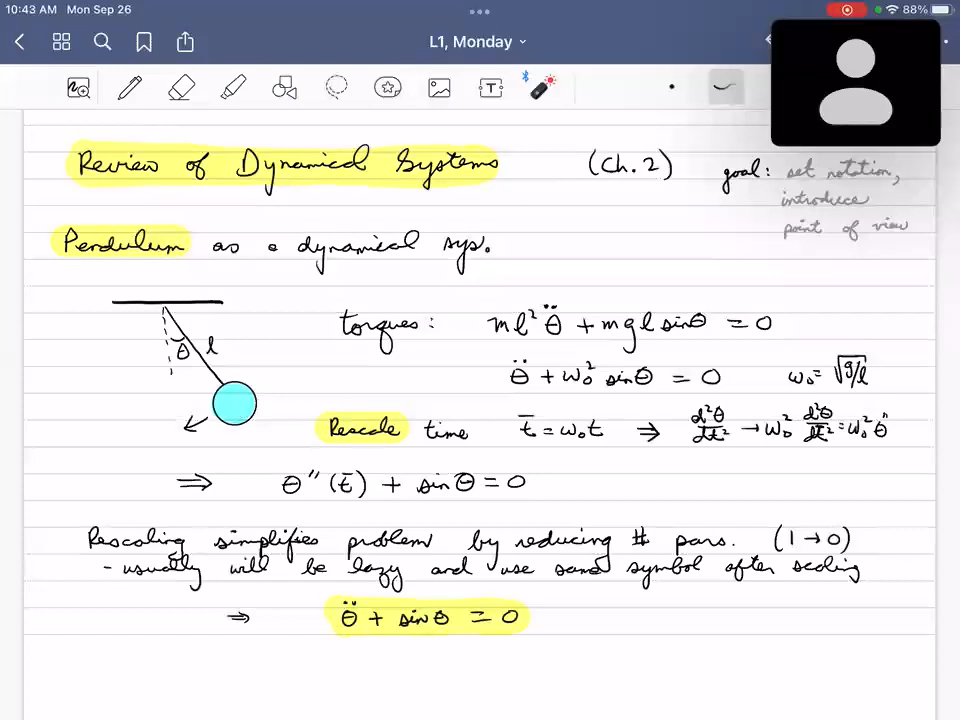 10:43 AM Mon Sep 26
88%
L1, Monday
Review of Dynamical Systems (Ch. 2) goal: set notation,
introduce
point of view
Pendulum as a dynamical sys.
θ l
torques: ml² θ̈ + mgl sinθ = 0
θ̈ + ω₀² sinθ = 0 ω₀ = √g/l
Rescale time t̄ = ω₀t ⇒ d²θ/dt² → ω₀² d²θ/dt̄² = ω₀² θ̈
⇒ θ″(t̄) + sinθ = 0
Rescaling simplifies problem by reducing # pars. (1 → 0)
- usually will be lazy and use same symbol after scaling
⇒ θ̈ + sinθ = 0